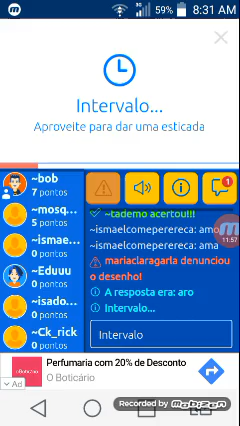 59% 8:31 AM
Intervalo...
Aproveite para dar uma esticada
~bob
7 pontos
~mosq...
5 pontos
~ismae...
0 pontos
~Eduuu
0 pontos
~isado...
0 pontos
~Ck_rick
0 pontos
1
~tademo acertou!!!
~ismaelcomeperereca: amo
~ismaelcomeperereca: ama
mariaclaragarla denunciou
o desenho!
A resposta era: aro
Intervalo...
11:57
Intervalo
Perfumaria com 20% de Desconto
O Boticário
Ad
Recorded by Mobizen